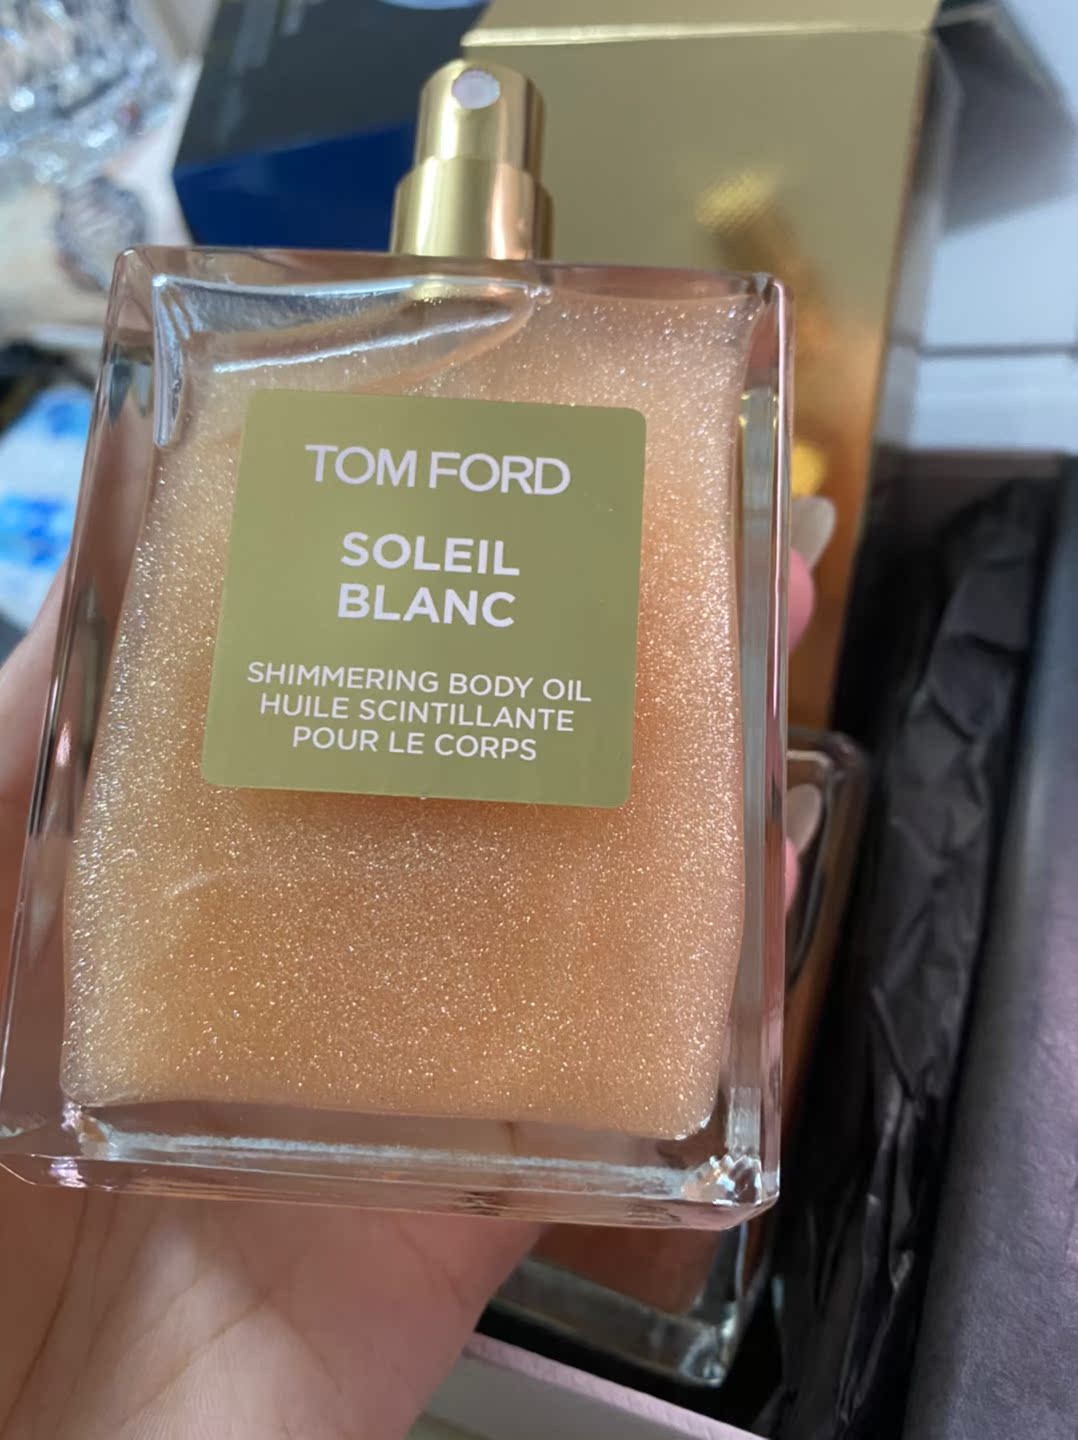 TOM FORD
SOLEIL
BLANC
SHIMMERING BODY OIL
HUILE SCINTILLANTE
POUR LE CORPS